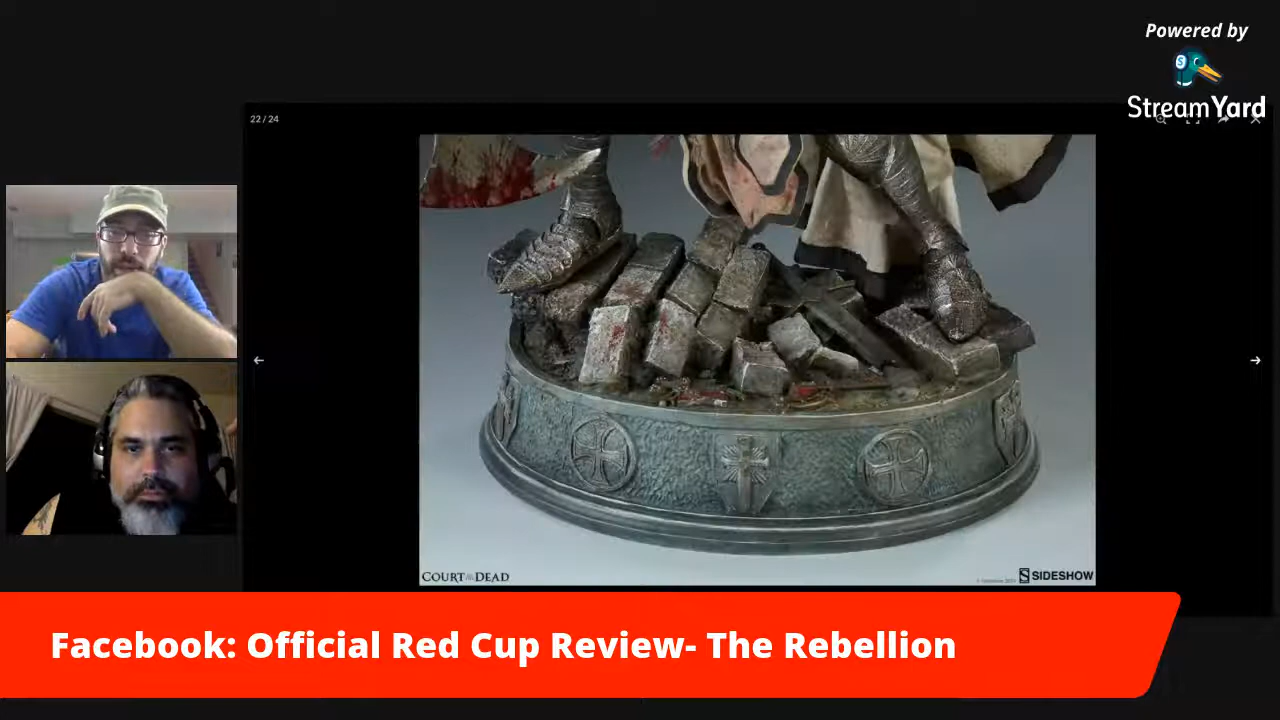 Powered by
StreamYard
22 / 24
COURT OF THE DEAD
SIDESHOW
Facebook: Official Red Cup Review- The Rebellion